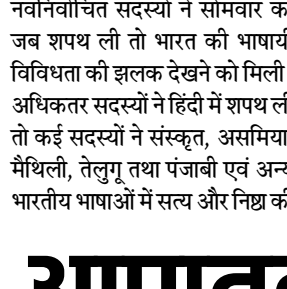 नवनिर्वाचित सदस्यों ने सोमवार क
जब शपथ ली तो भारत की भाषायी
विविधता की झलक देखने को मिली
अधिकतर सदस्यों ने हिंदी में शपथ ली
तो कई सदस्यों ने संस्कृत, असमिया
मैथिली, तेलुगू तथा पंजाबी एवं अन्य
भारतीय भाषाओं में सत्य और निष्ठा की